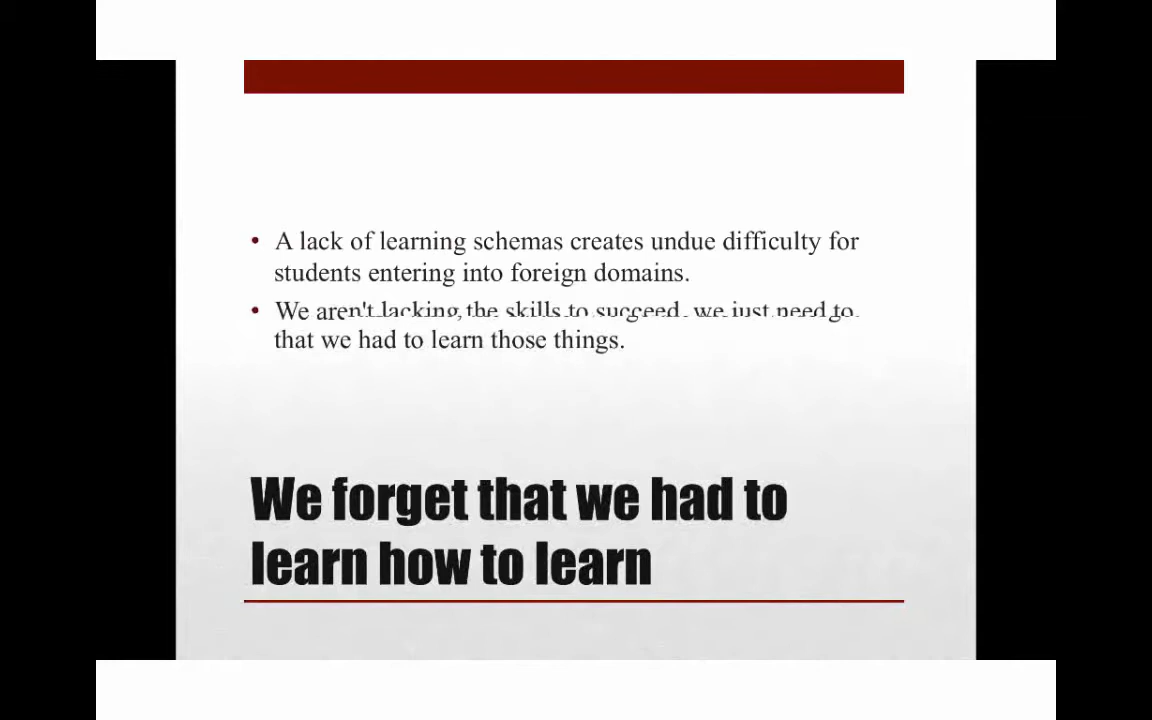 • A lack of learning schemas creates undue difficulty for
students entering into foreign domains.
• We aren't lacking the skills to succeed, we just need to
that we had to learn those things.
We forget that we had to
learn how to learn